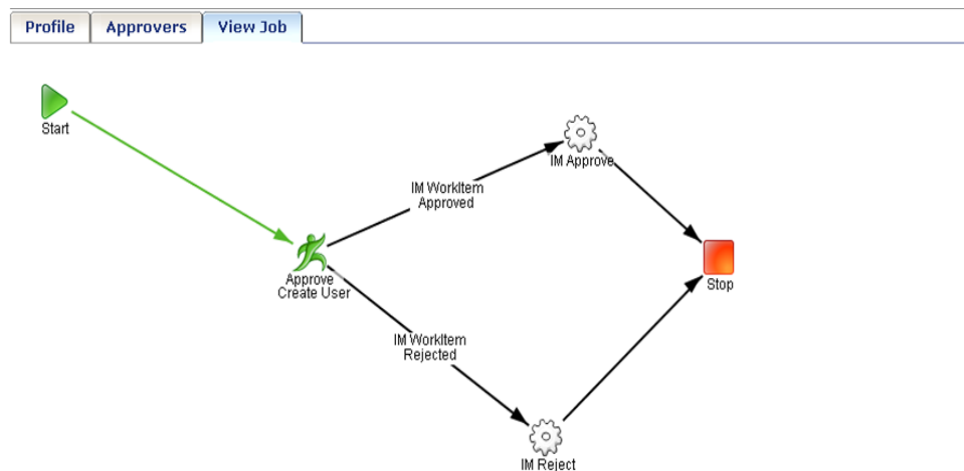 Profile
Approvers
View Job
Start
IM Approve
IM WorkItem
Approved
Approve
Create User
Stop
IM WorkItem
Rejected
IM Reject